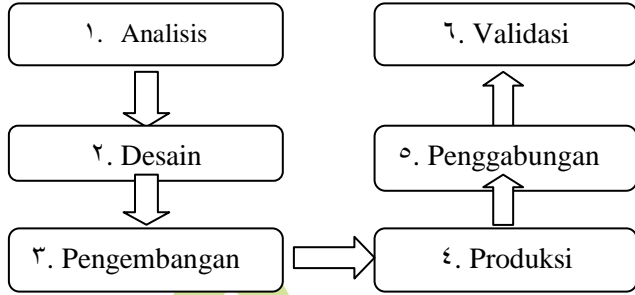 ١. Analisis
٢. Desain
٣. Pengembangan
٤. Produksi
٥. Penggabungan
٦. Validasi